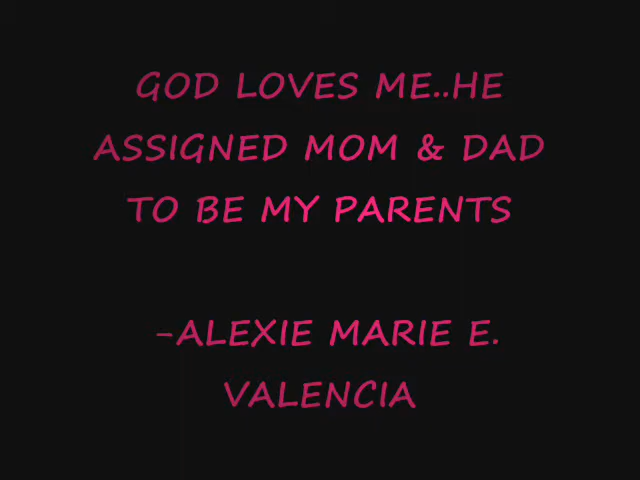 GOD LOVES ME..HE
ASSIGNED MOM & DAD
TO BE MY PARENTS
-ALEXIE MARIE E.
VALENCIA